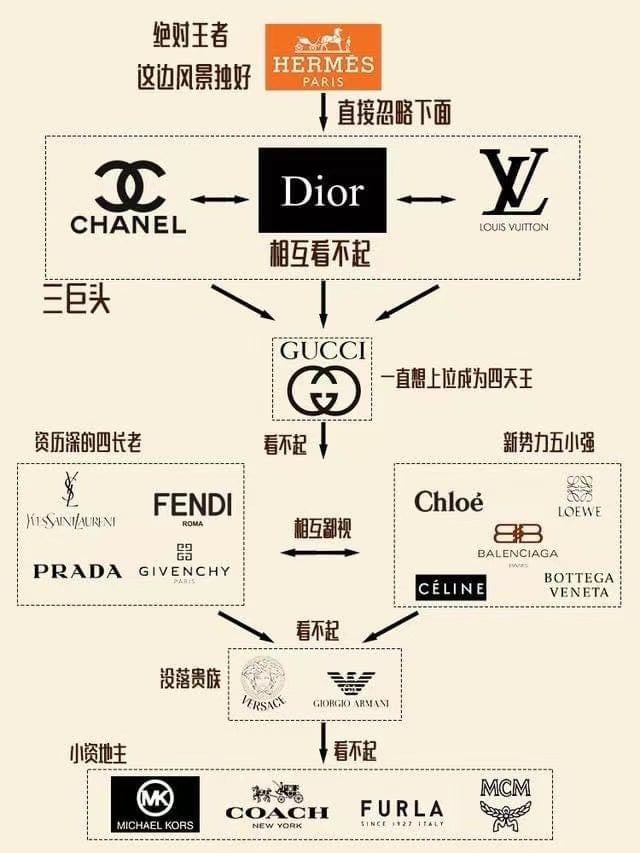 绝对王者
这边风景独好
HERMÈS
PARIS
直接忽略下面
CHANEL
Dior
LOUIS VUITTON
相互看不起
三巨头
GUCCI
一直想上位成为四天王
看不起
资历深的四长老
新势力五小强
YVESSAINTLAURENT
FENDI
ROMA
PRADA
GIVENCHY
PARIS
相互鄙视
Chloé
LOEWE
BALENCIAGA
PARIS
CÉLINE
BOTTEGA
VENETA
看不起
没落贵族
VERSACE
GIORGIO ARMANI
看不起
小资地主
MK
MICHAEL KORS
COACH
NEW YORK
FURLA
SINCE 1927 ITALY
MCM